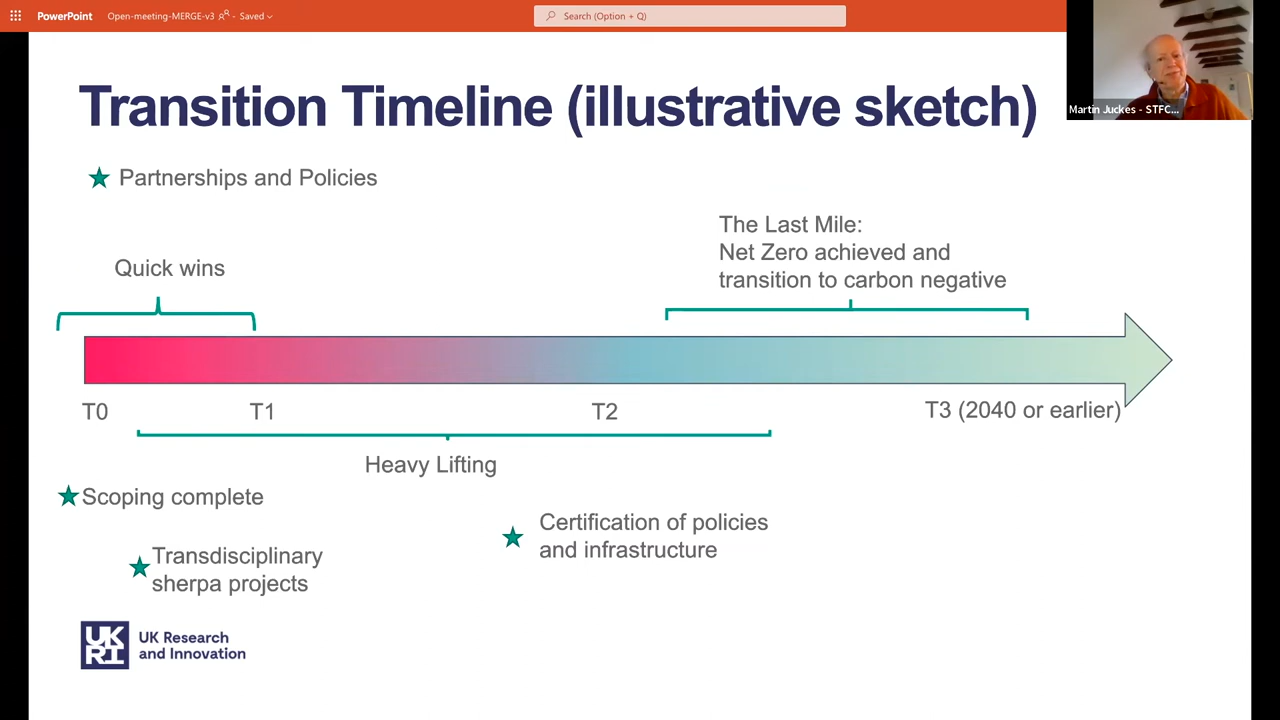 PowerPoint
Open-meeting-MERGE-v3 - Saved
Search (Option + Q)
Martin Juckes - STFC...
Transition Timeline (illustrative sketch)
Partnerships and Policies
Quick wins
The Last Mile:
Net Zero achieved and
transition to carbon negative
T0
T1
T2
T3 (2040 or earlier)
Heavy Lifting
Scoping complete
Transdisciplinary
sherpa projects
Certification of policies
and infrastructure
UK
RI
UK Research
and Innovation